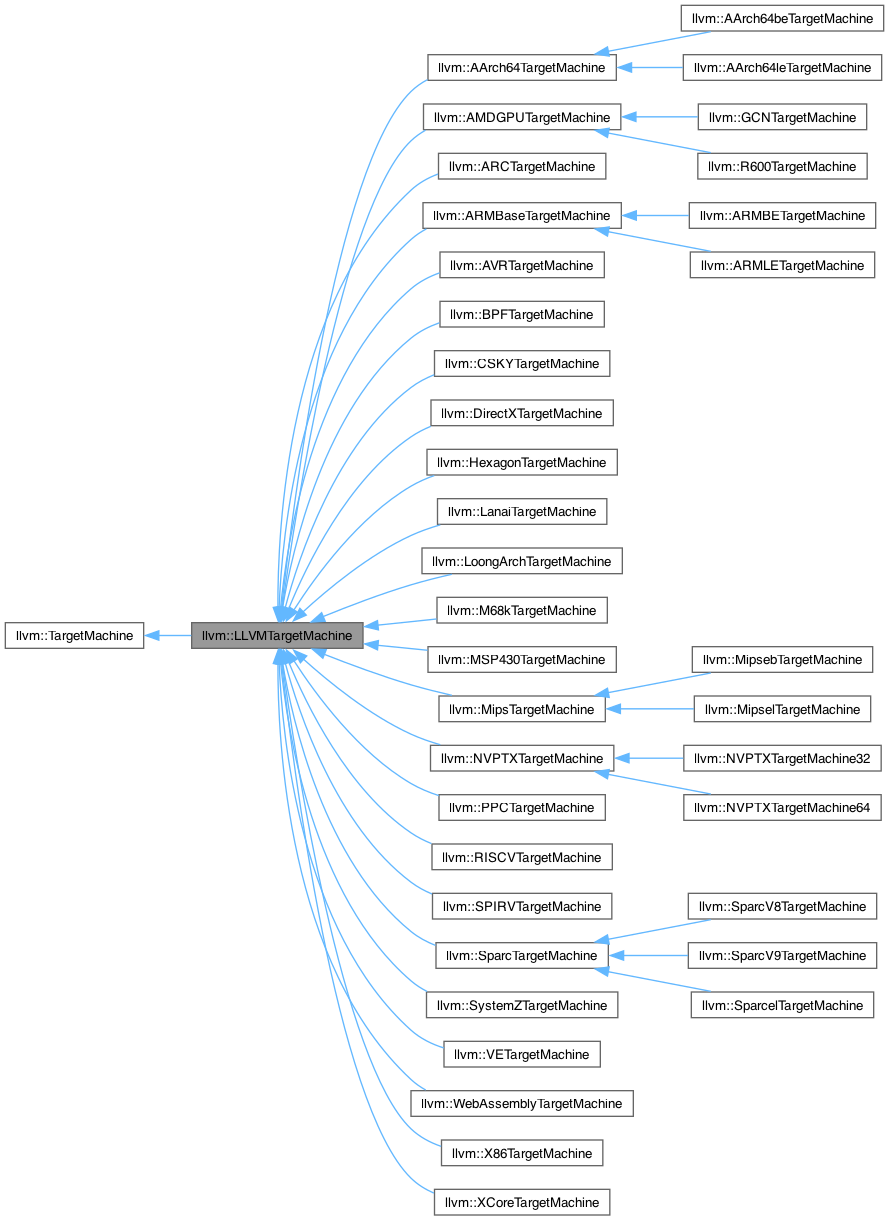 llvm::AArch64beTargetMachine
llvm::AArch64TargetMachine
llvm::AArch64leTargetMachine
llvm::AMDGPUTargetMachine
llvm::GCNTargetMachine
llvm::ARCTargetMachine
llvm::R600TargetMachine
llvm::ARMBaseTargetMachine
llvm::ARMBETargetMachine
llvm::AVRTargetMachine
llvm::ARMLETargetMachine
llvm::BPFTargetMachine
llvm::CSKYTargetMachine
llvm::DirectXTargetMachine
llvm::HexagonTargetMachine
llvm::LanaiTargetMachine
llvm::LoongArchTargetMachine
llvm::M68kTargetMachine
llvm::TargetMachine
llvm::LLVMTargetMachine
llvm::MSP430TargetMachine
llvm::MipsebTargetMachine
llvm::MipsTargetMachine
llvm::MipselTargetMachine
llvm::NVPTXTargetMachine
llvm::NVPTXTargetMachine32
llvm::PPCTargetMachine
llvm::NVPTXTargetMachine64
llvm::RISCVTargetMachine
llvm::SPIRVTargetMachine
llvm::SparcV8TargetMachine
llvm::SparcTargetMachine
llvm::SparcV9TargetMachine
llvm::SystemZTargetMachine
llvm::SparcelTargetMachine
llvm::VETargetMachine
llvm::WebAssemblyTargetMachine
llvm::X86TargetMachine
llvm::XCoreTargetMachine